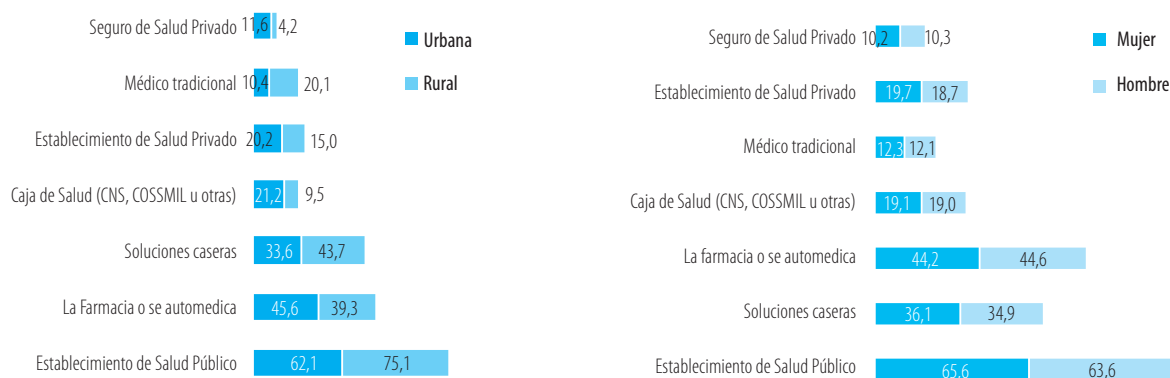 Seguro de Salud Privado 11,6 4,2
Urbana
Médico tradicional 10,4 20,1
Rural
Establecimiento de Salud Privado 20,2 15,0
Caja de Salud (CNS, COSSMIL u otras) 21,2 9,5
Soluciones caseras 33,6 43,7
La Farmacia o se automedica 45,6 39,3
Establecimiento de Salud Público 62,1 75,1
Seguro de Salud Privado 10,2 10,3
Mujer
Establecimiento de Salud Privado 19,7 18,7
Hombre
Médico tradicional 12,3 12,1
Caja de Salud (CNS, COSSMIL u otras) 19,1 19,0
La farmacia o se automedica 44,2 44,6
Soluciones caseras 36,1 34,9
Establecimiento de Salud Público 65,6 63,6